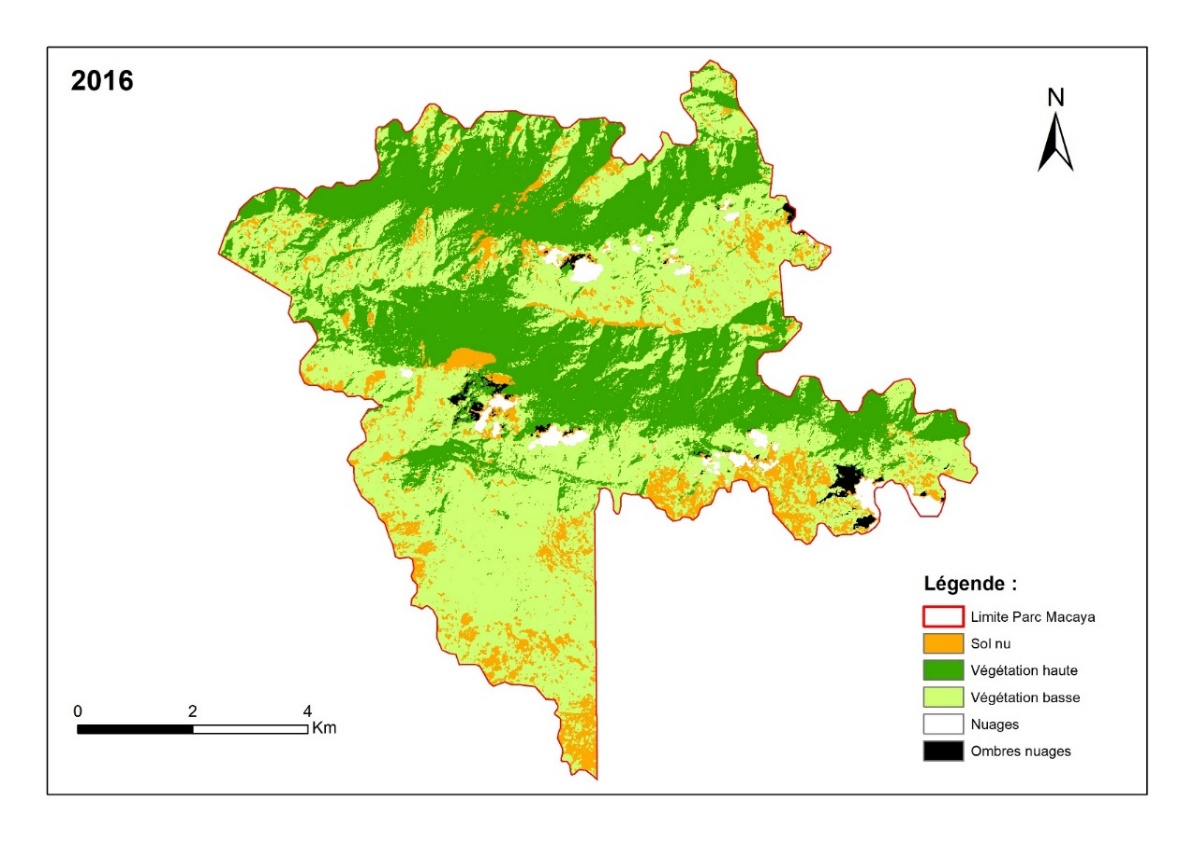 2016
N
Légende :
Limite Parc Macaya
Sol nu
Végétation haute
Végétation basse
Nuages
Ombres nuages
0 2 4
Km